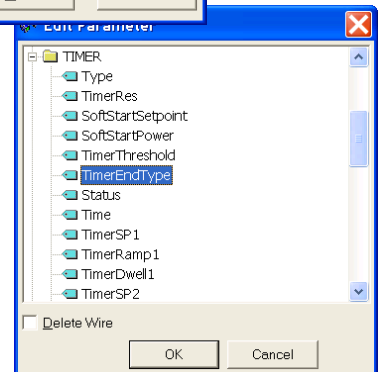 Edit Parameter
TIMER
Type
TimerRes
SoftStartSetpoint
SoftStartPower
TimerThreshold
TimerEndType
Status
Time
TimerSP1
TimerRamp1
TimerDwell1
TimerSP2
Delete Wire
OK Cancel